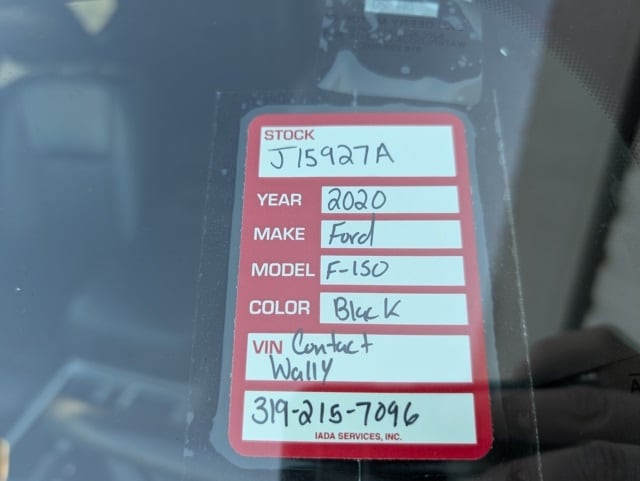 STOCK
J15927A
YEAR 2020
MAKE Ford
MODEL F-150
COLOR Black
VIN Contact
Wally
319-215-7096
IADA SERVICES, INC.